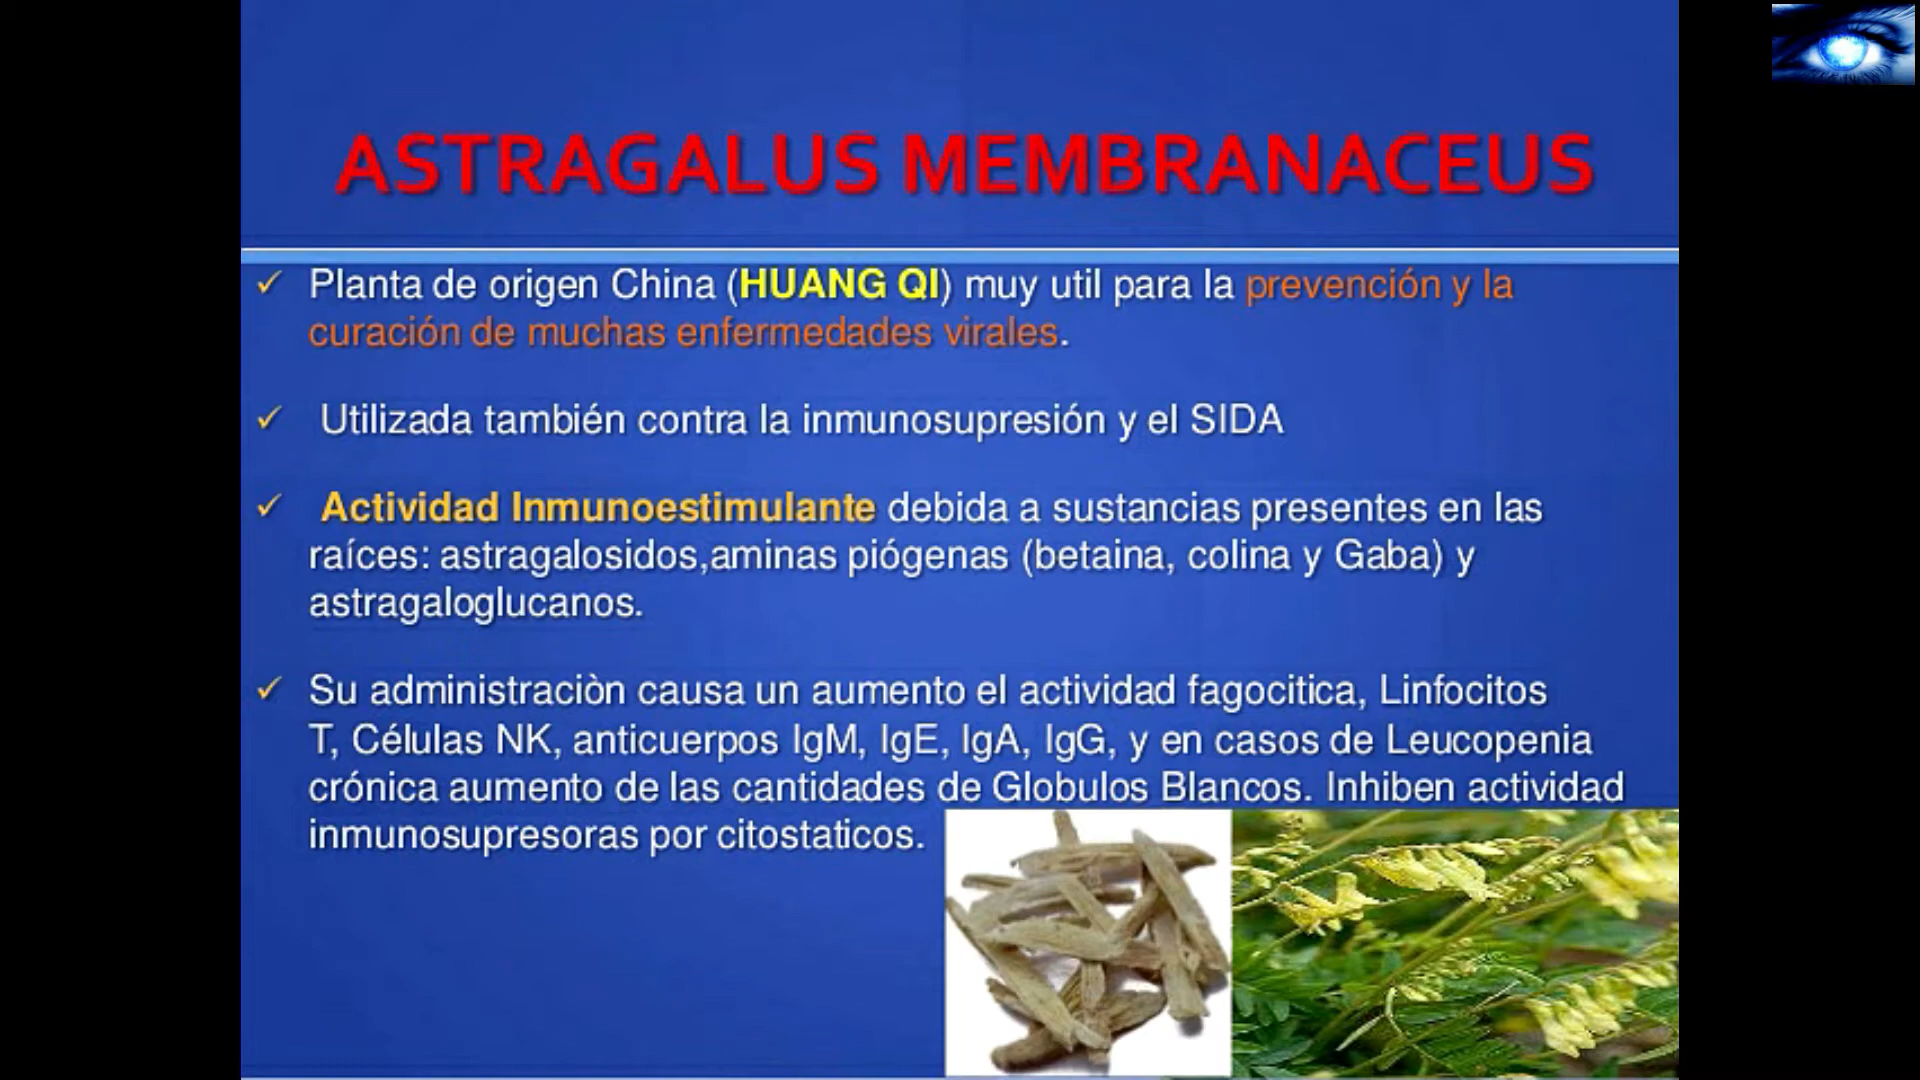 ASTRAGALUS MEMBRANACEUS
✓ Planta de origen China (HUANG QI) muy util para la prevención y la
curación de muchas enfermedades virales.
✓ Utilizada también contra la inmunosupresión y el SIDA
✓ Actividad Inmunoestimulante debida a sustancias presentes en las
raíces: astragalosidos,aminas piógenas (betaina, colina y Gaba) y
astragaloglucanos.
✓ Su administraciòn causa un aumento el actividad fagocitica, Linfocitos
T, Células NK, anticuerpos IgM, IgE, IgA, IgG, y en casos de Leucopenia
crónica aumento de las cantidades de Globulos Blancos. Inhiben actividad
inmunosupresoras por citostaticos.